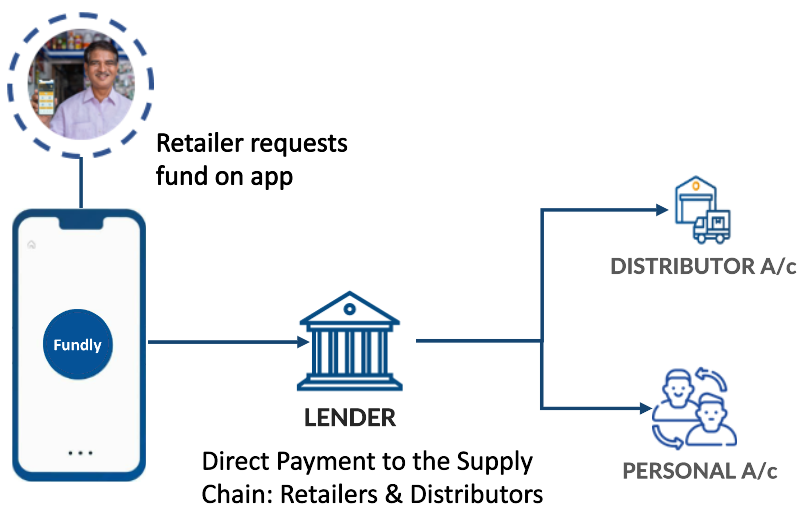 Retailer requests
fund on app
Fundly
LENDER
Direct Payment to the Supply
Chain: Retailers & Distributors
DISTRIBUTOR A/c
PERSONAL A/c